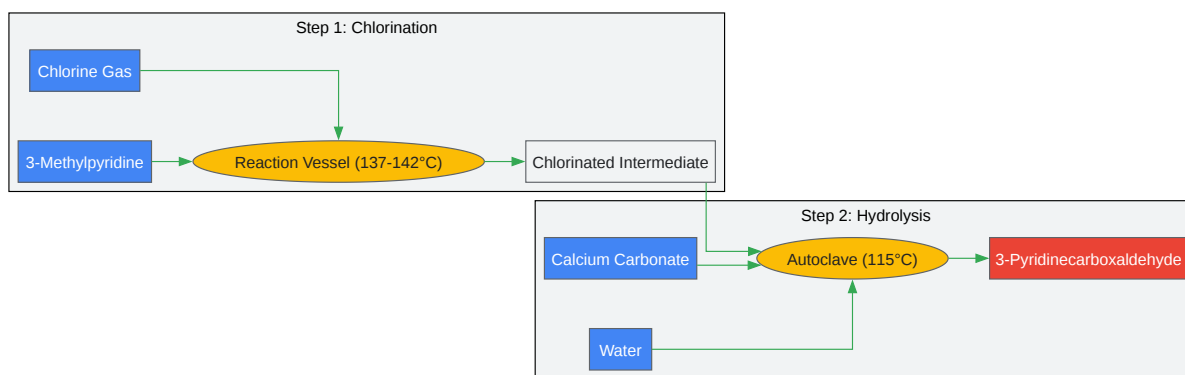 Step 1: Chlorination
Chlorine Gas
3-Methylpyridine
Reaction Vessel (137-142°C)
Chlorinated Intermediate
Step 2: Hydrolysis
Calcium Carbonate
Autoclave (115°C)
3-Pyridinecarboxaldehyde
Water